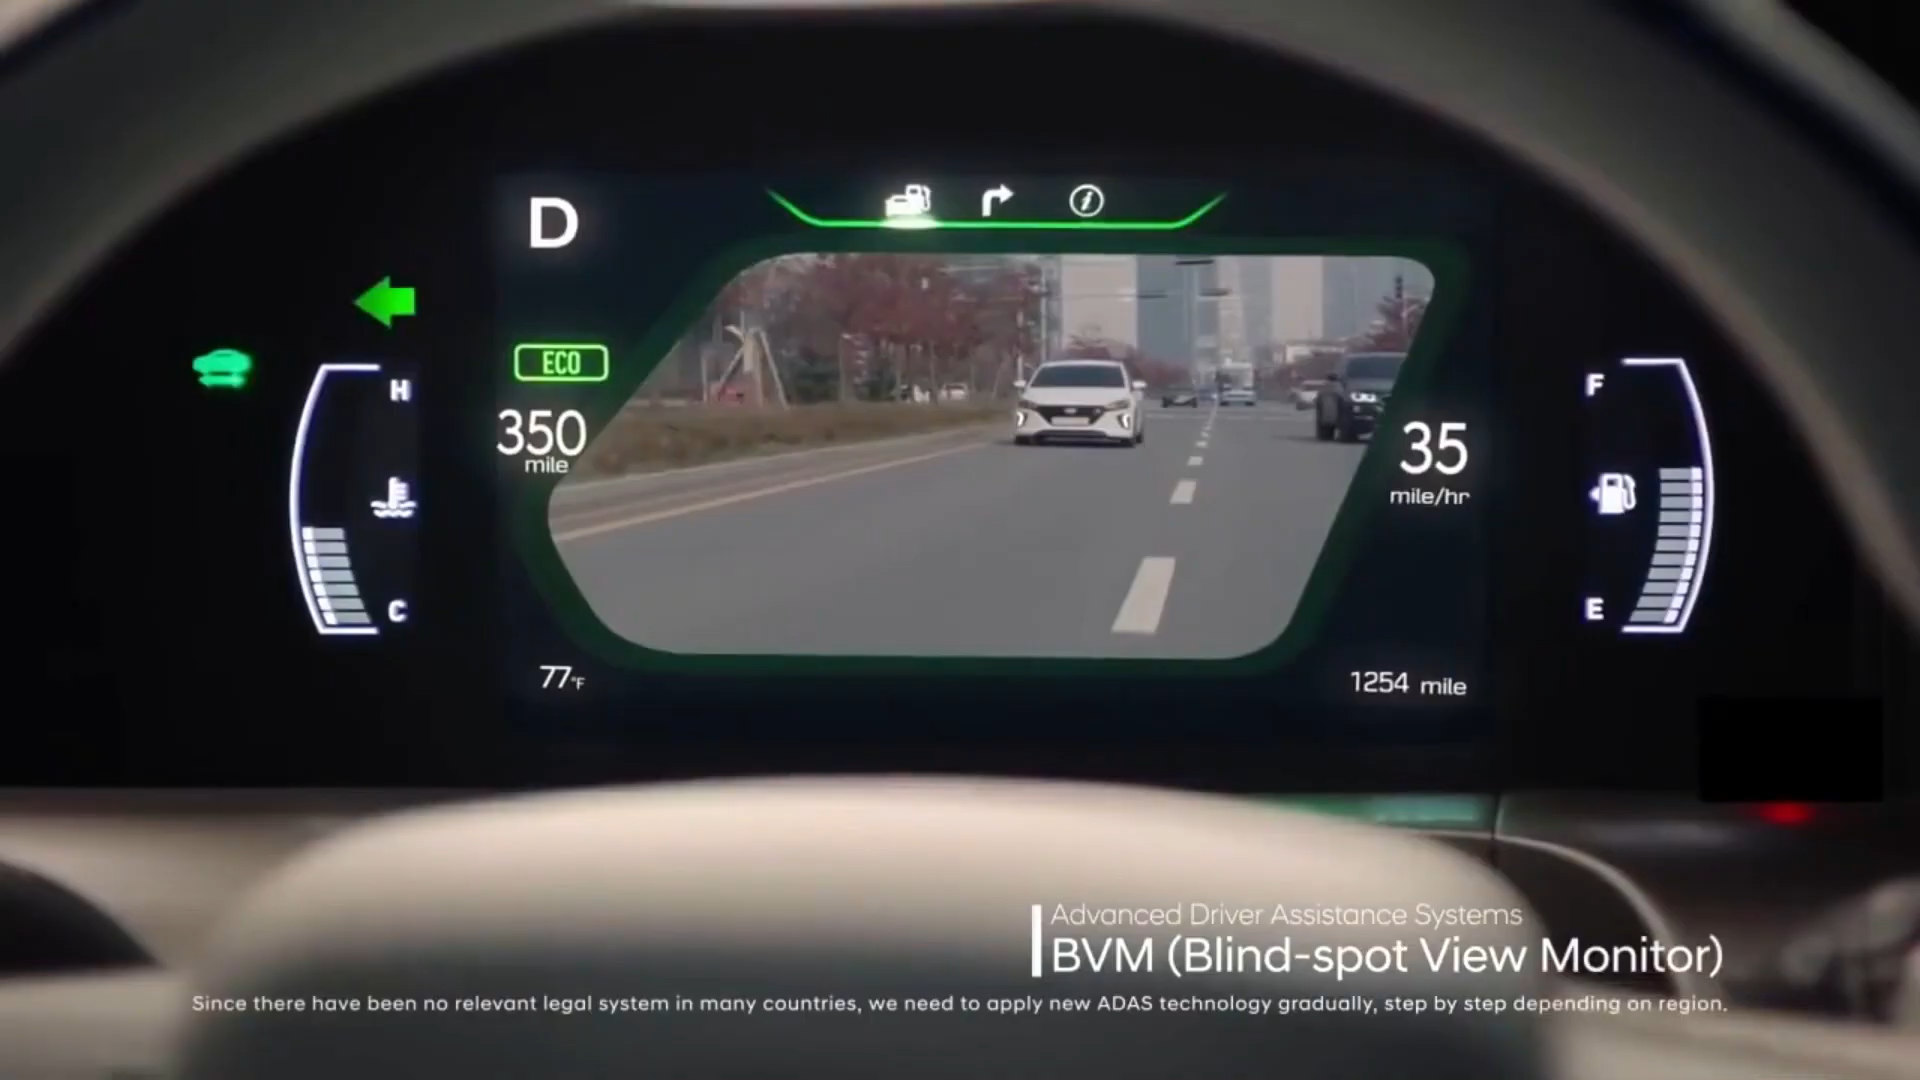 D
ECO
350
mile
H
C
77°F
35
mile/hr
F
E
1254 mile
Advanced Driver Assistance Systems
BVM (Blind-spot View Monitor)
Since there have been no relevant legal system in many countries, we need to apply new ADAS technology gradually, step by step depending on region.